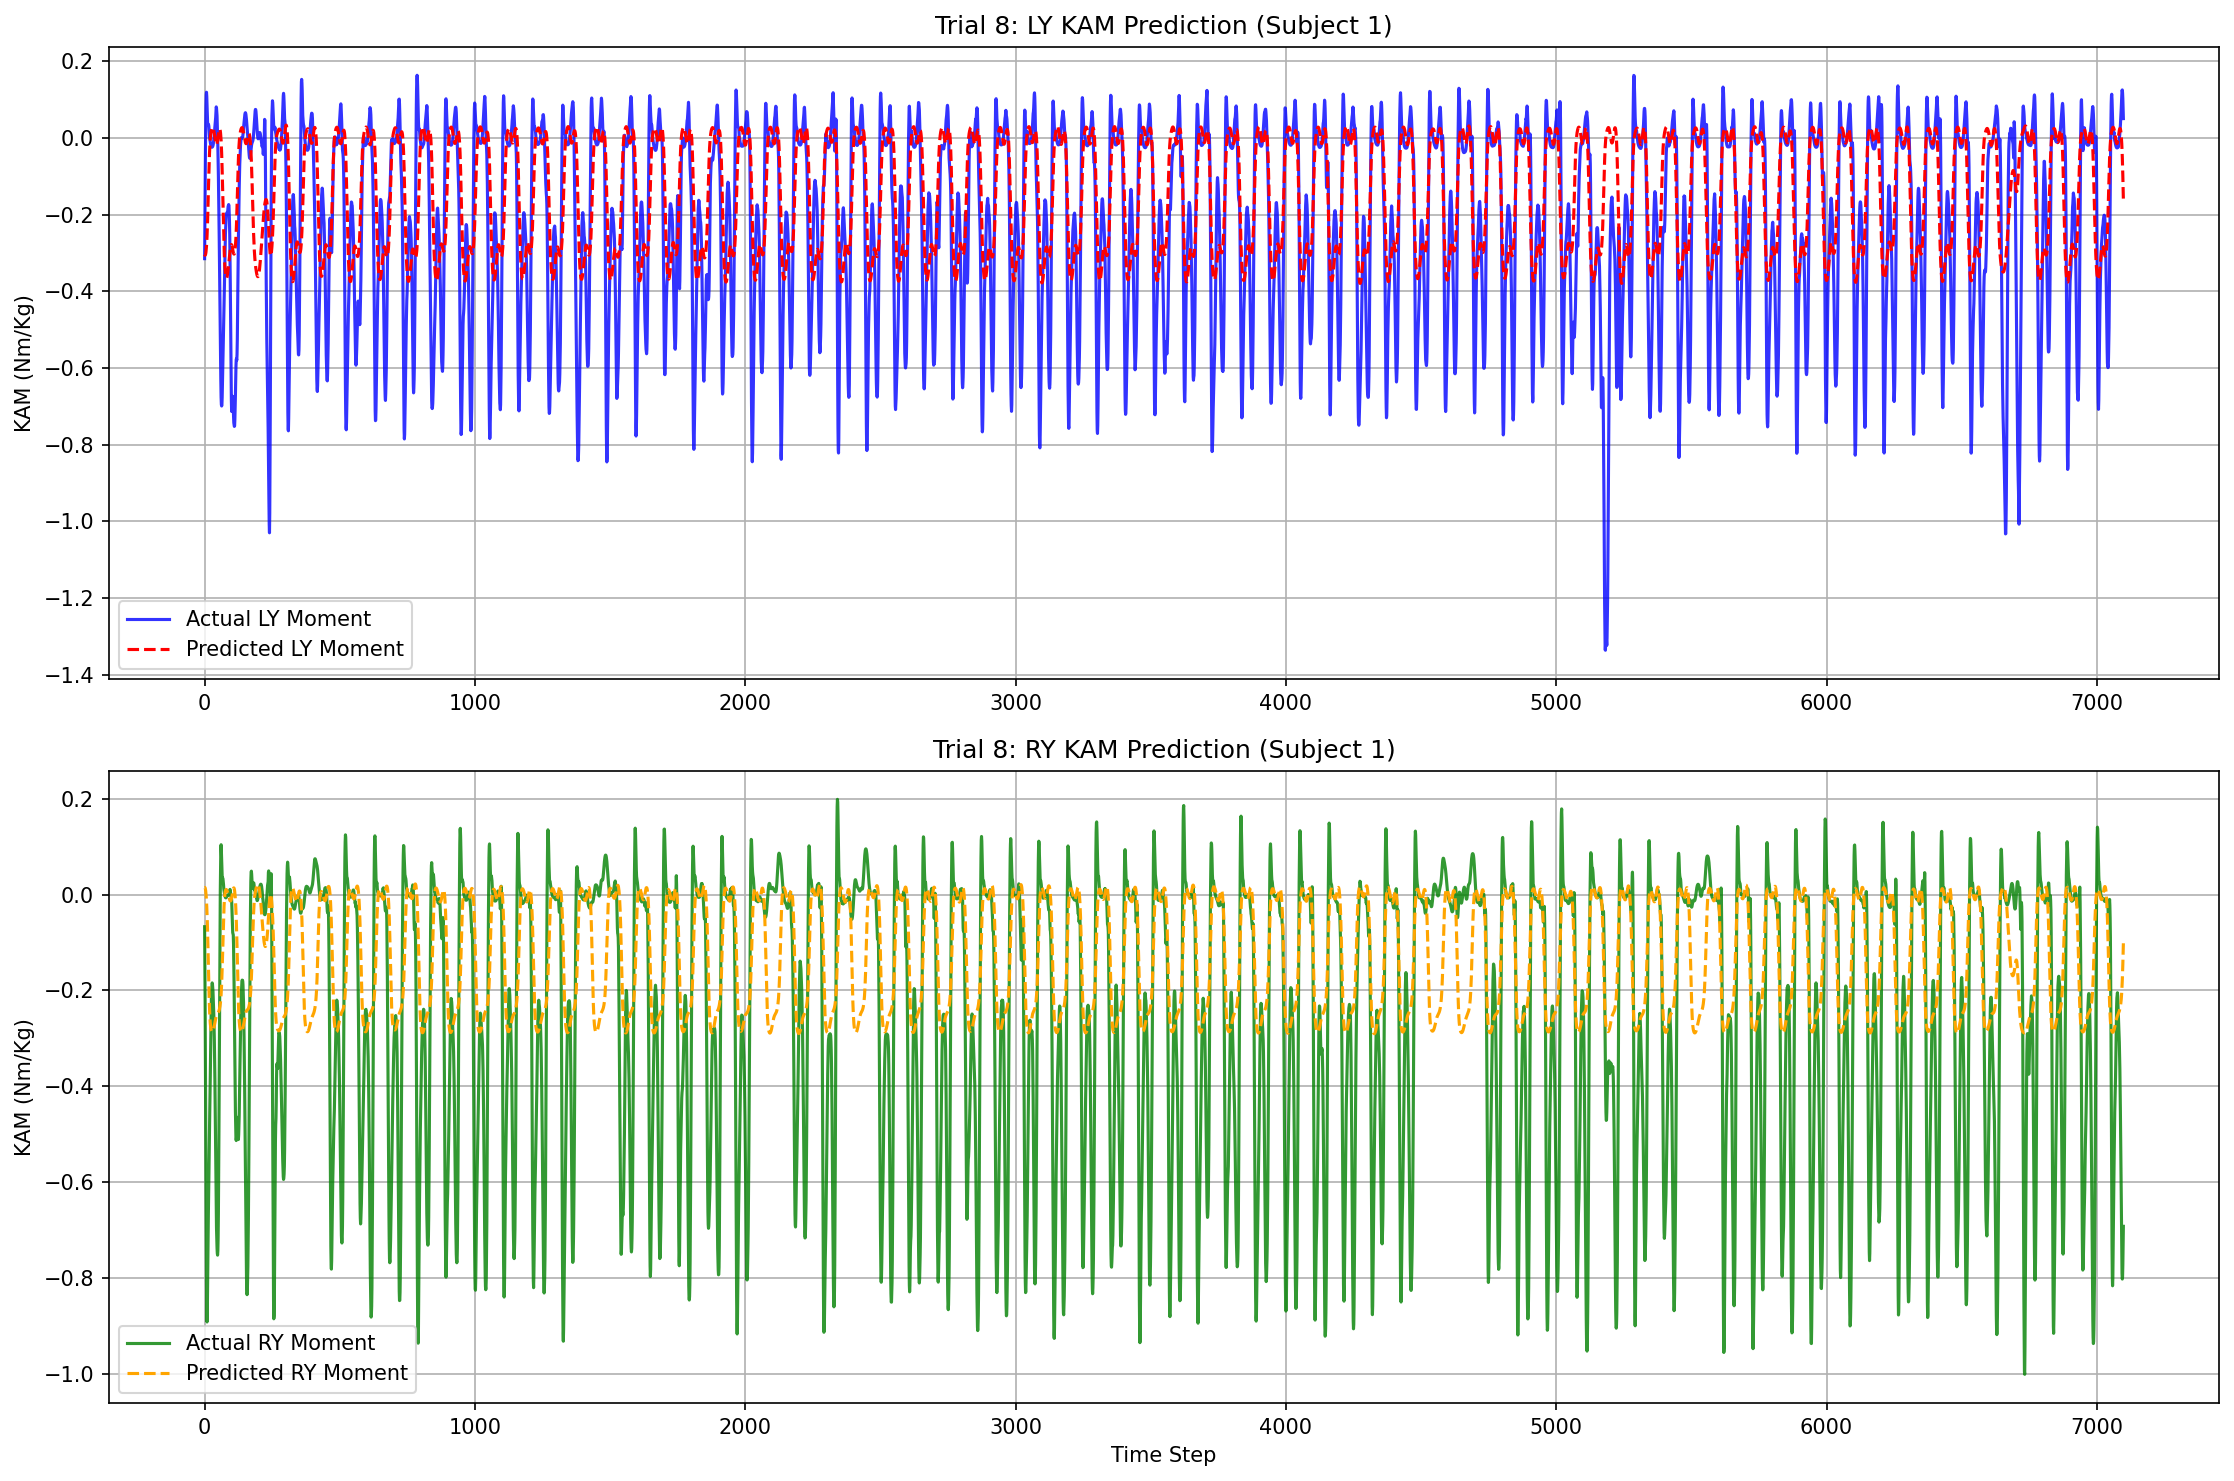 Trial 8: LY KAM Prediction (Subject 1)
KAM (Nm/Kg)
0.2
0.0
−0.2
−0.4
−0.6
−0.8
−1.0
−1.2
−1.4
Actual LY Moment
Predicted LY Moment
0 1000 2000 3000 4000 5000 6000 7000
Trial 8: RY KAM Prediction (Subject 1)
KAM (Nm/Kg)
0.2
0.0
−0.2
−0.4
−0.6
−0.8
−1.0
Actual RY Moment
Predicted RY Moment
0 1000 2000 3000 4000 5000 6000 7000
Time Step